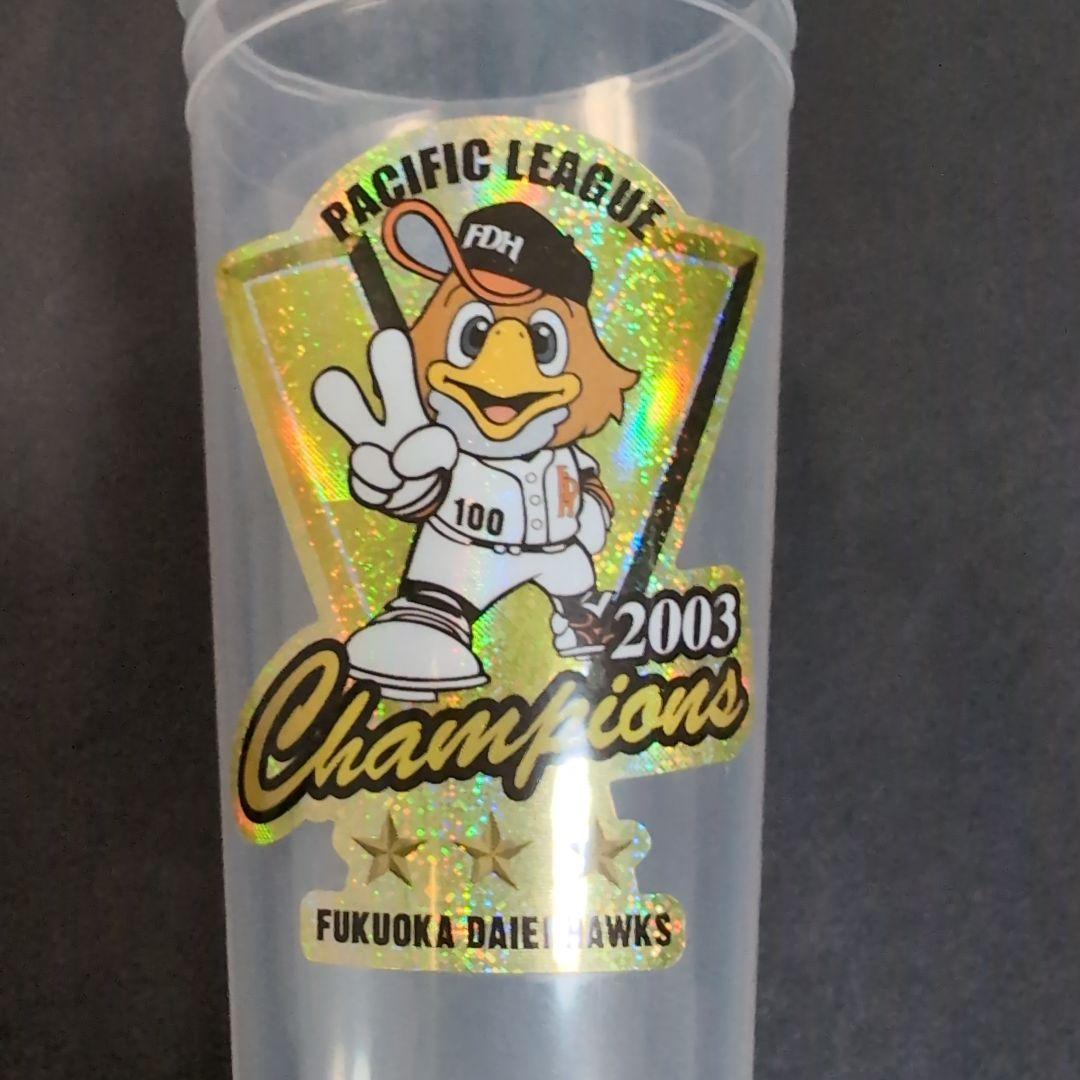 PACIFIC LEAGUE
FDH
100
2003
Champions
FUKUOKA DAIEI HAWKS